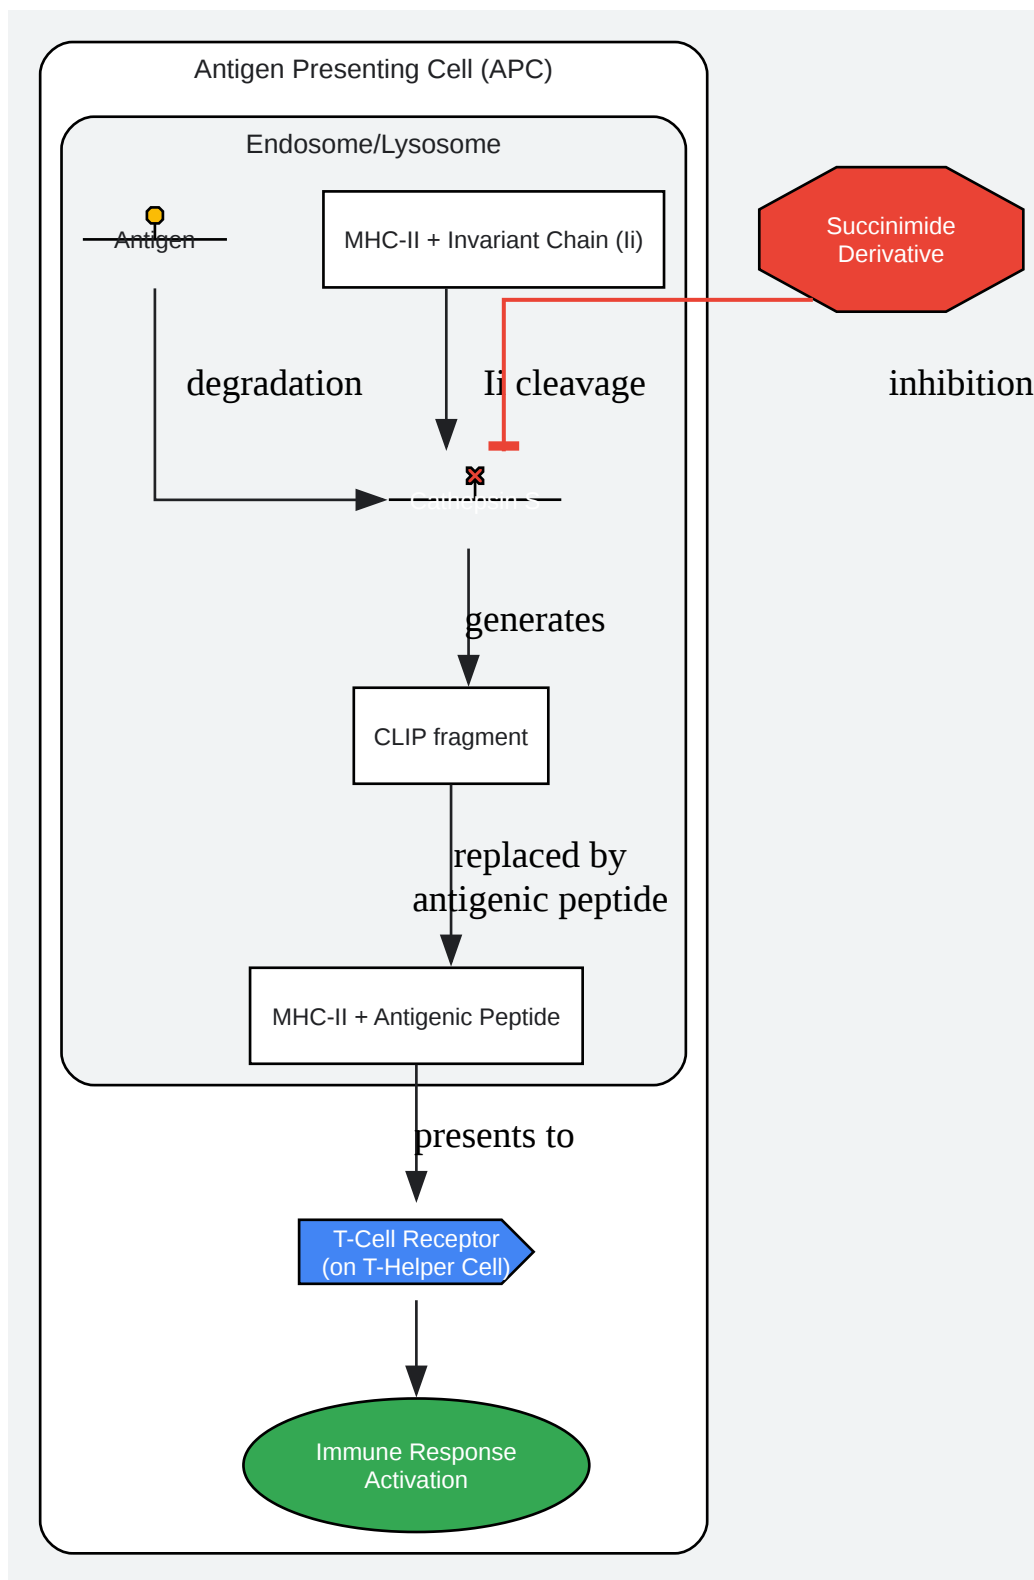 Antigen Presenting Cell (APC)
Endosome/Lysosome
Antigen
MHC-II + Invariant Chain (Ii)
Succinimide
Derivative
degradation
Ii cleavage
inhibition
Cathepsin S
generates
CLIP fragment
replaced by
antigenic peptide
MHC-II + Antigenic Peptide
presents to
T-Cell Receptor
(on T-Helper Cell)
Immune Response
Activation